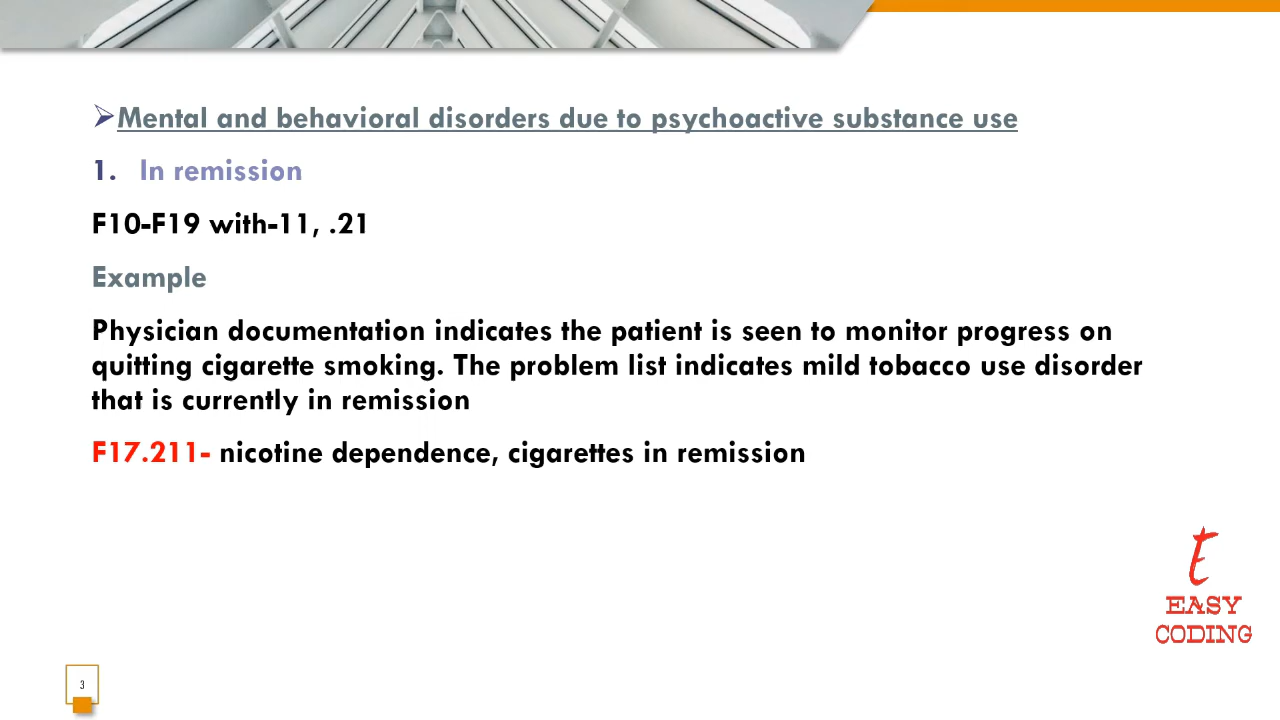 ➢Mental and behavioral disorders due to psychoactive substance use
1. In remission
F10-F19 with-11, .21
Example
Physician documentation indicates the patient is seen to monitor progress on
quitting cigarette smoking. The problem list indicates mild tobacco use disorder
that is currently in remission
F17.211- nicotine dependence, cigarettes in remission
t
EASY
CODING
3